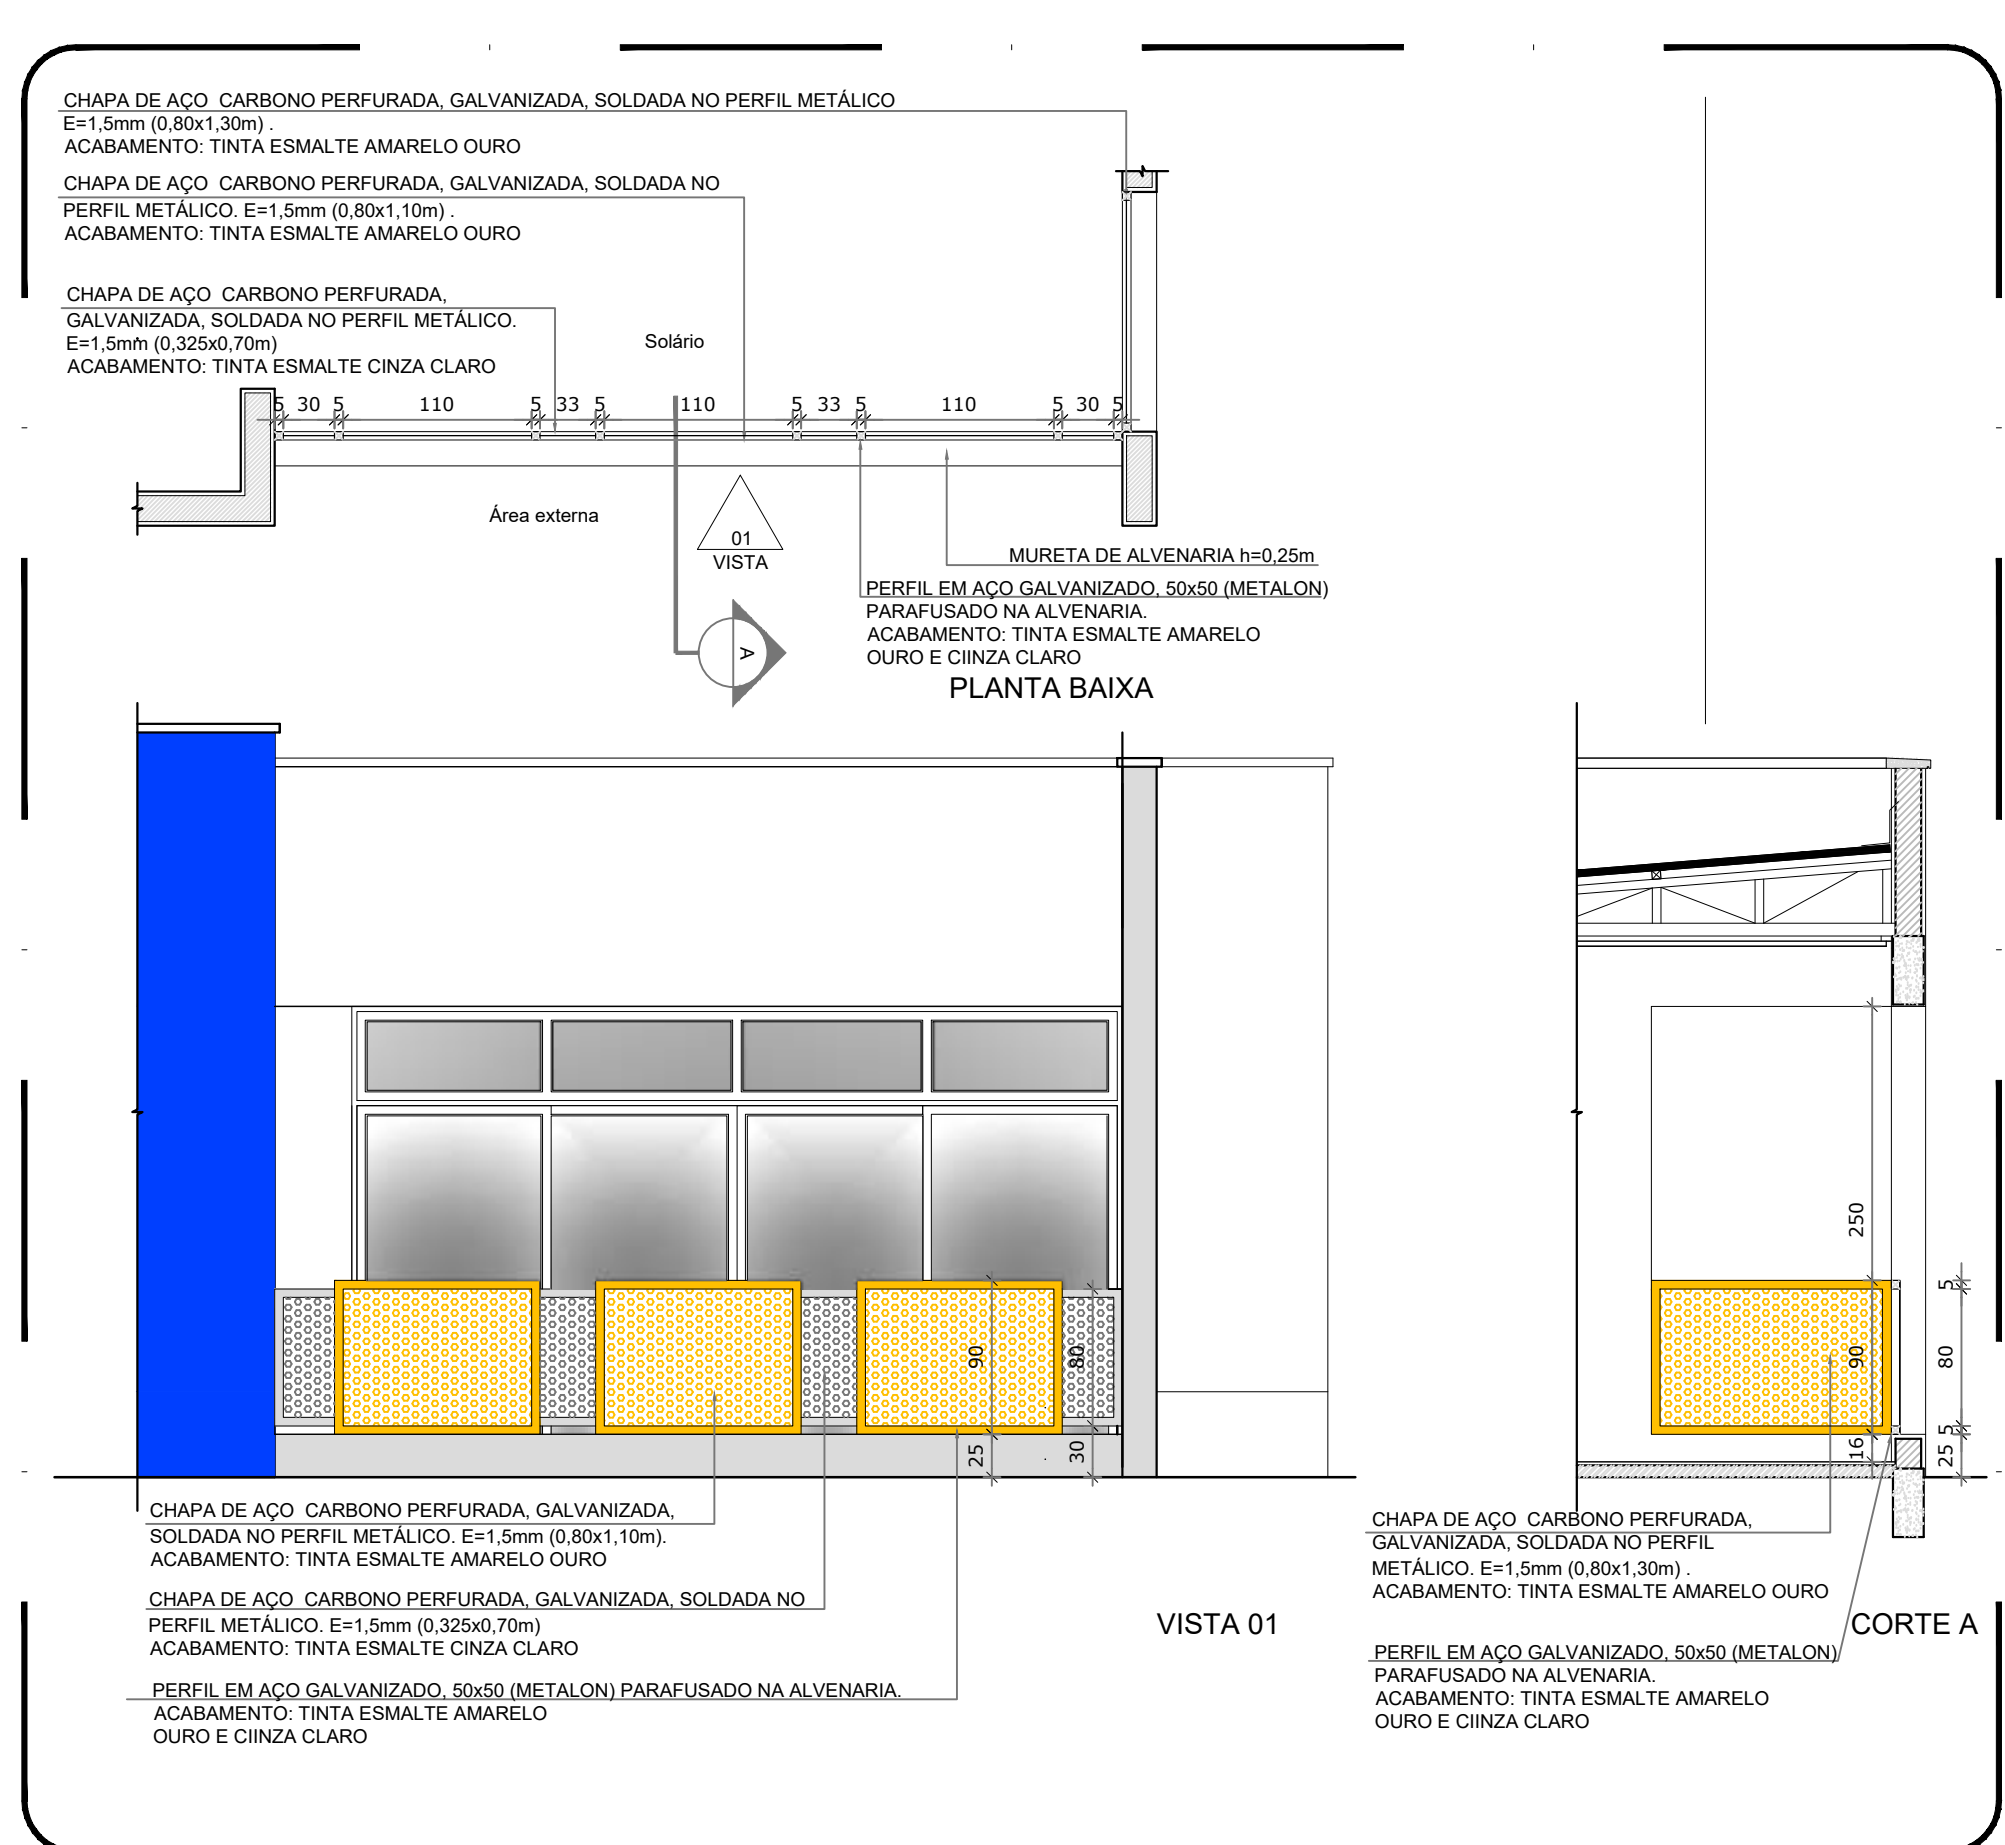 CHAPA DE AÇO CARBONO PERFURADA, GALVANIZADA, SOLDADA NO PERFIL METÁLICO
E=1,5mm (0,80x1,30m) .
ACABAMENTO: TINTA ESMALTE AMARELO OURO
CHAPA DE AÇO CARBONO PERFURADA, GALVANIZADA, SOLDADA NO
PERFIL METÁLICO. E=1,5mm (0,80x1,10m) .
ACABAMENTO: TINTA ESMALTE AMARELO OURO
CHAPA DE AÇO CARBONO PERFURADA,
GALVANIZADA, SOLDADA NO PERFIL METÁLICO.
E=1,5mm (0,325x0,70m)
ACABAMENTO: TINTA ESMALTE CINZA CLARO
Solário
5 30 5 110 5 33 5 110 5 33 5 110 5 30 5
Área externa
01
VISTA
A
MURETA DE ALVENARIA h=0,25m
PERFIL EM AÇO GALVANIZADO, 50x50 (METALON)
PARAFUSADO NA ALVENARIA.
ACABAMENTO: TINTA ESMALTE AMARELO
OURO E CIINZA CLARO
PLANTA BAIXA
90
80
25
30
250
90
16
5
80
5
25
CHAPA DE AÇO CARBONO PERFURADA, GALVANIZADA,
SOLDADA NO PERFIL METÁLICO. E=1,5mm (0,80x1,10m).
ACABAMENTO: TINTA ESMALTE AMARELO OURO
CHAPA DE AÇO CARBONO PERFURADA, GALVANIZADA, SOLDADA NO
PERFIL METÁLICO. E=1,5mm (0,325x0,70m)
ACABAMENTO: TINTA ESMALTE CINZA CLARO
PERFIL EM AÇO GALVANIZADO, 50x50 (METALON) PARAFUSADO NA ALVENARIA.
ACABAMENTO: TINTA ESMALTE AMARELO
OURO E CIINZA CLARO
VISTA 01
CHAPA DE AÇO CARBONO PERFURADA,
GALVANIZADA, SOLDADA NO PERFIL
METÁLICO. E=1,5mm (0,80x1,30m) .
ACABAMENTO: TINTA ESMALTE AMARELO OURO
CORTE A
PERFIL EM AÇO GALVANIZADO, 50x50 (METALON)
PARAFUSADO NA ALVENARIA.
ACABAMENTO: TINTA ESMALTE AMARELO
OURO E CIINZA CLARO